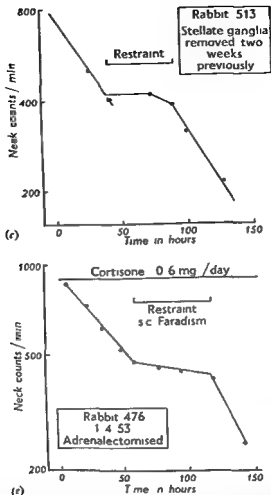 800
Rabbit 513
Stellate ganglia
removed two
weeks
previously
Restraint
Neck counts / min
400
200
0
50
100
150
(c)
Time in hours
1000
Cortisone 0 6 mg /day
Restraint
s c Faradism
Neck counts/min
500
Rabbit 476
1 4 53
Adrenalectomised
200
0
50
100
150
(e)
T me n hours